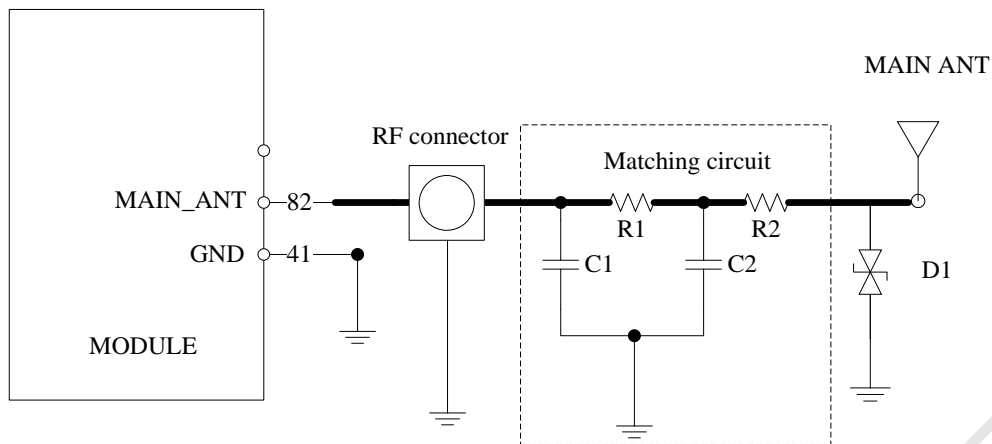 MAIN ANT
RF connector
Matching circuit
MAIN_ANT
82
R1
R2
GND
41
C1
C2
D1
MODULE